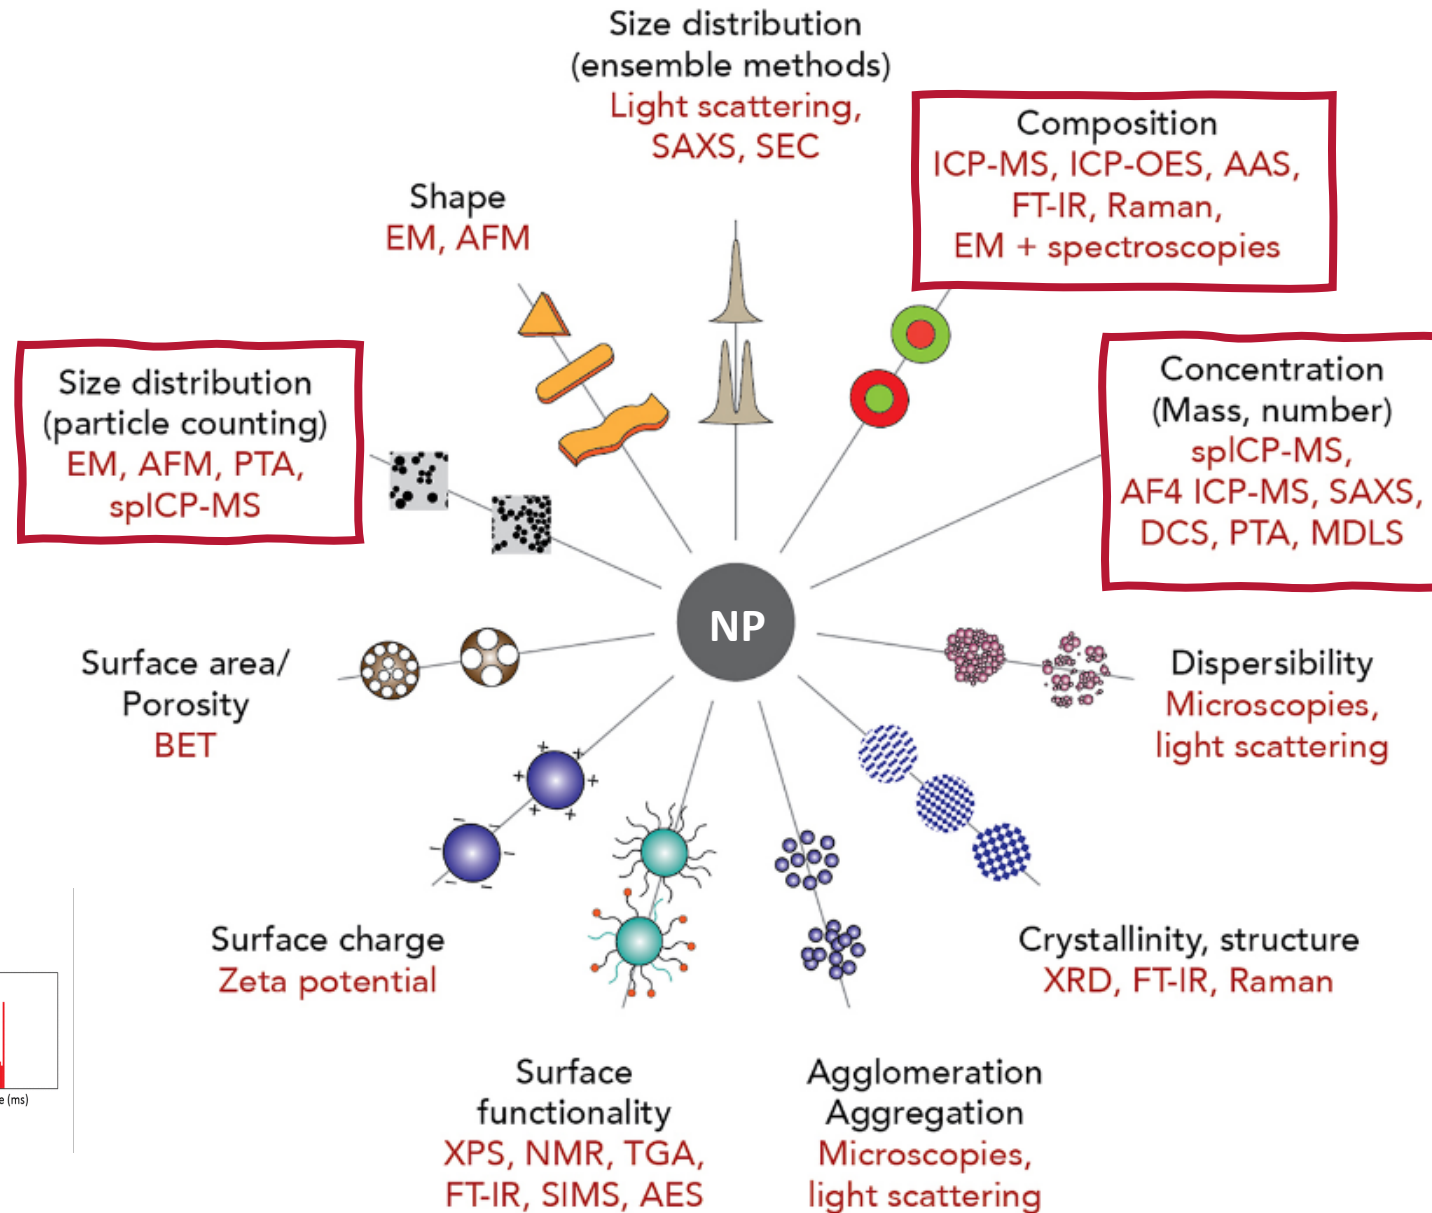 Size distribution
(ensemble methods)
Light scattering,
SAXS, SEC
Composition
ICP-MS, ICP-OES, AAS,
FT-IR, Raman,
EM + spectroscopies
Shape
EM, AFM
Size distribution
(particle counting)
EM, AFM, PTA,
spICP-MS
Concentration
(Mass, number)
spICP-MS,
AF4 ICP-MS, SAXS,
DCS, PTA, MDLS
NP
Surface area/
Porosity
BET
Dispersibility
Microscopies,
light scattering
Surface charge
Zeta potential
Crystallinity, structure
XRD, FT-IR, Raman
Surface
functionality
XPS, NMR, TGA,
FT-IR, SIMS, AES
Agglomeration
Aggregation
Microscopies,
light scattering
(ms)